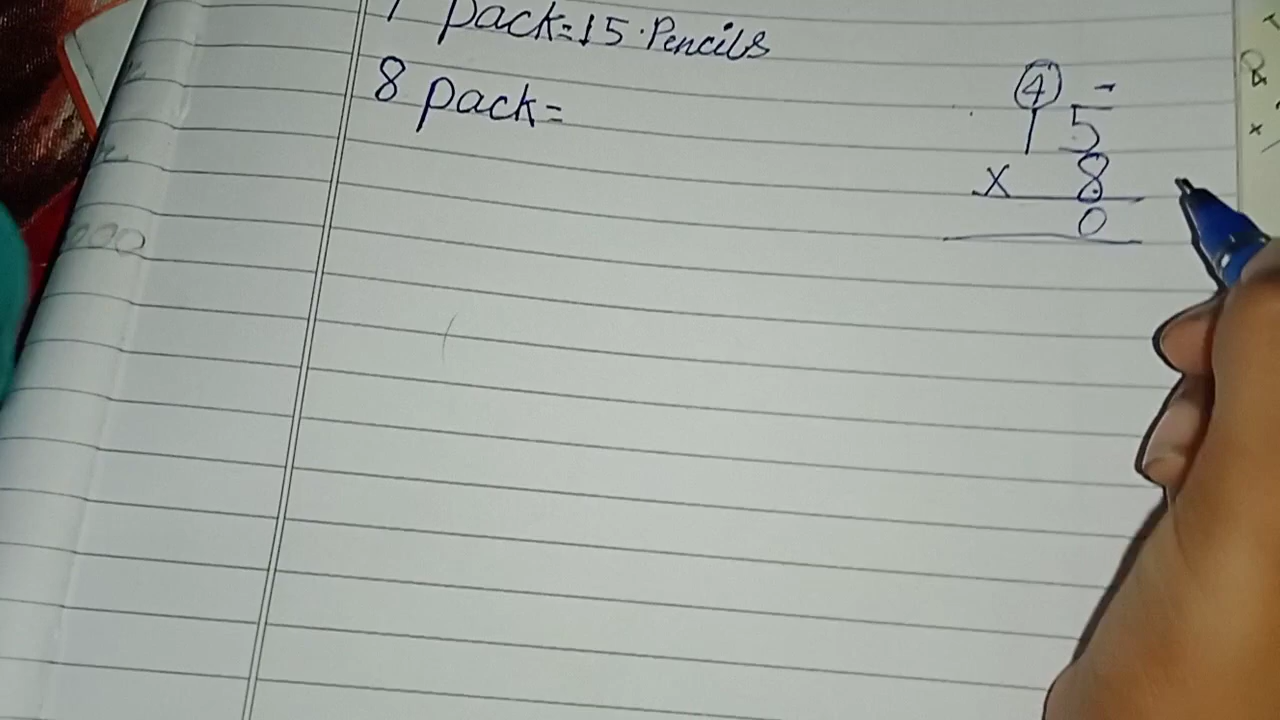 1 pack=15 Pencils
8 pack=
④ -
15
x 8
0